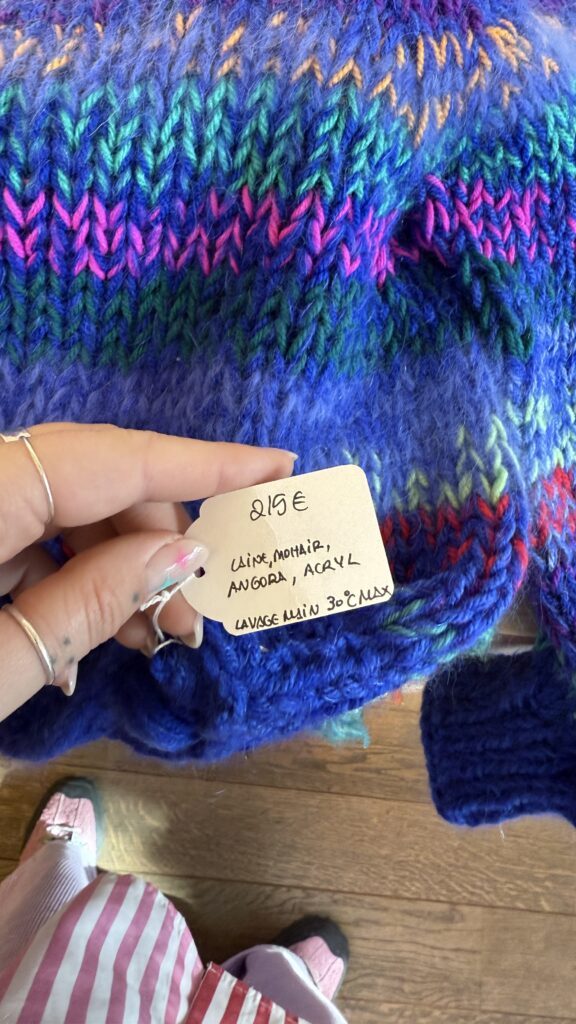 215€
LAINE, MOHAIR,
ANGORA, ACRYL
LAVAGE MAIN 30°C MAX